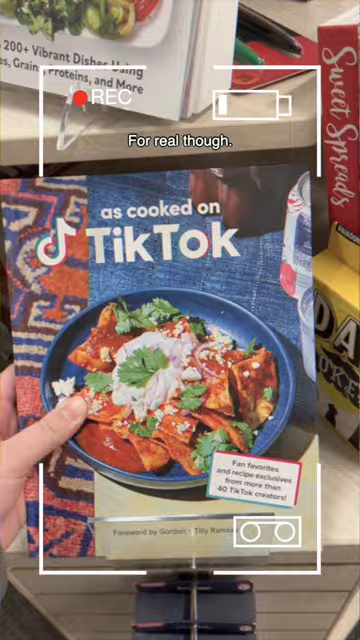 200+ Vibrant Dishes Using
es, Grains, Proteins, and More
REC
For real though.
Sweet Spreads
as cooked on
TikTok
DA
Fan favorites
and recipe exclusives
from more than
40 TikTok creators!
Foreword by Gordon + Tilly Ramsay